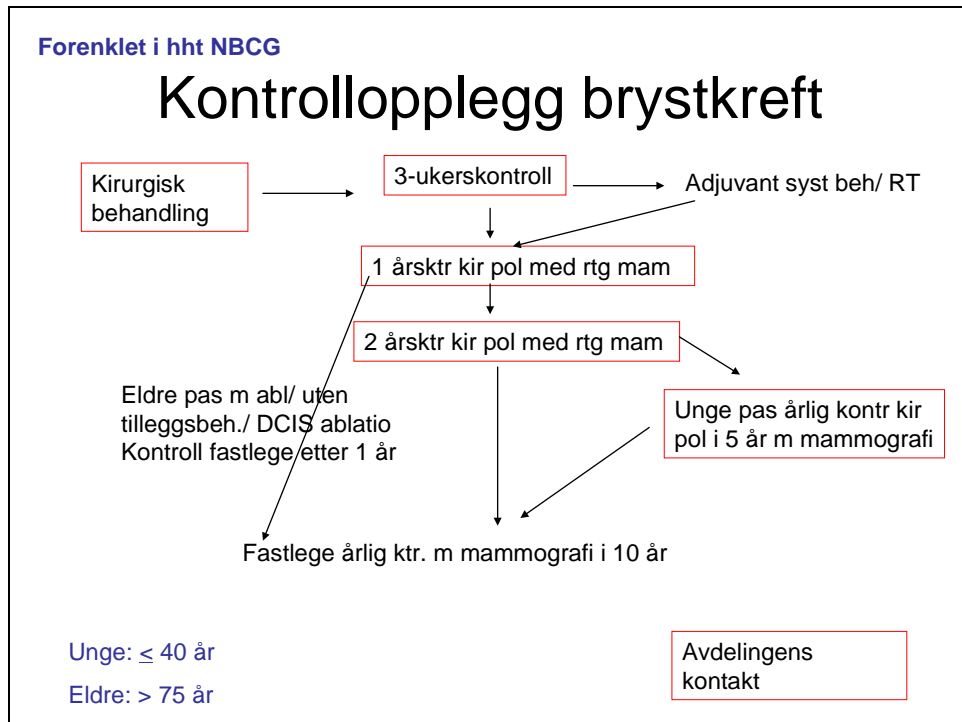 Forenklet i hht NBCG
Kontrollopplegg brystkreft
Kirurgisk
behandling
3-ukerskontroll
Adjuvant syst beh/ RT
1 årsktr kir pol med rtg mam
2 årsktr kir pol med rtg mam
Eldre pas m abl/ uten
tilleggsbeh./ DCIS ablatio
Kontroll fastlege etter 1 år
Unge pas årlig kontr kir
pol i 5 år m mammografi
Fastlege årlig ktr. m mammografi i 10 år
Unge: ≤ 40 år
Eldre: > 75 år
Avdelingens
kontakt